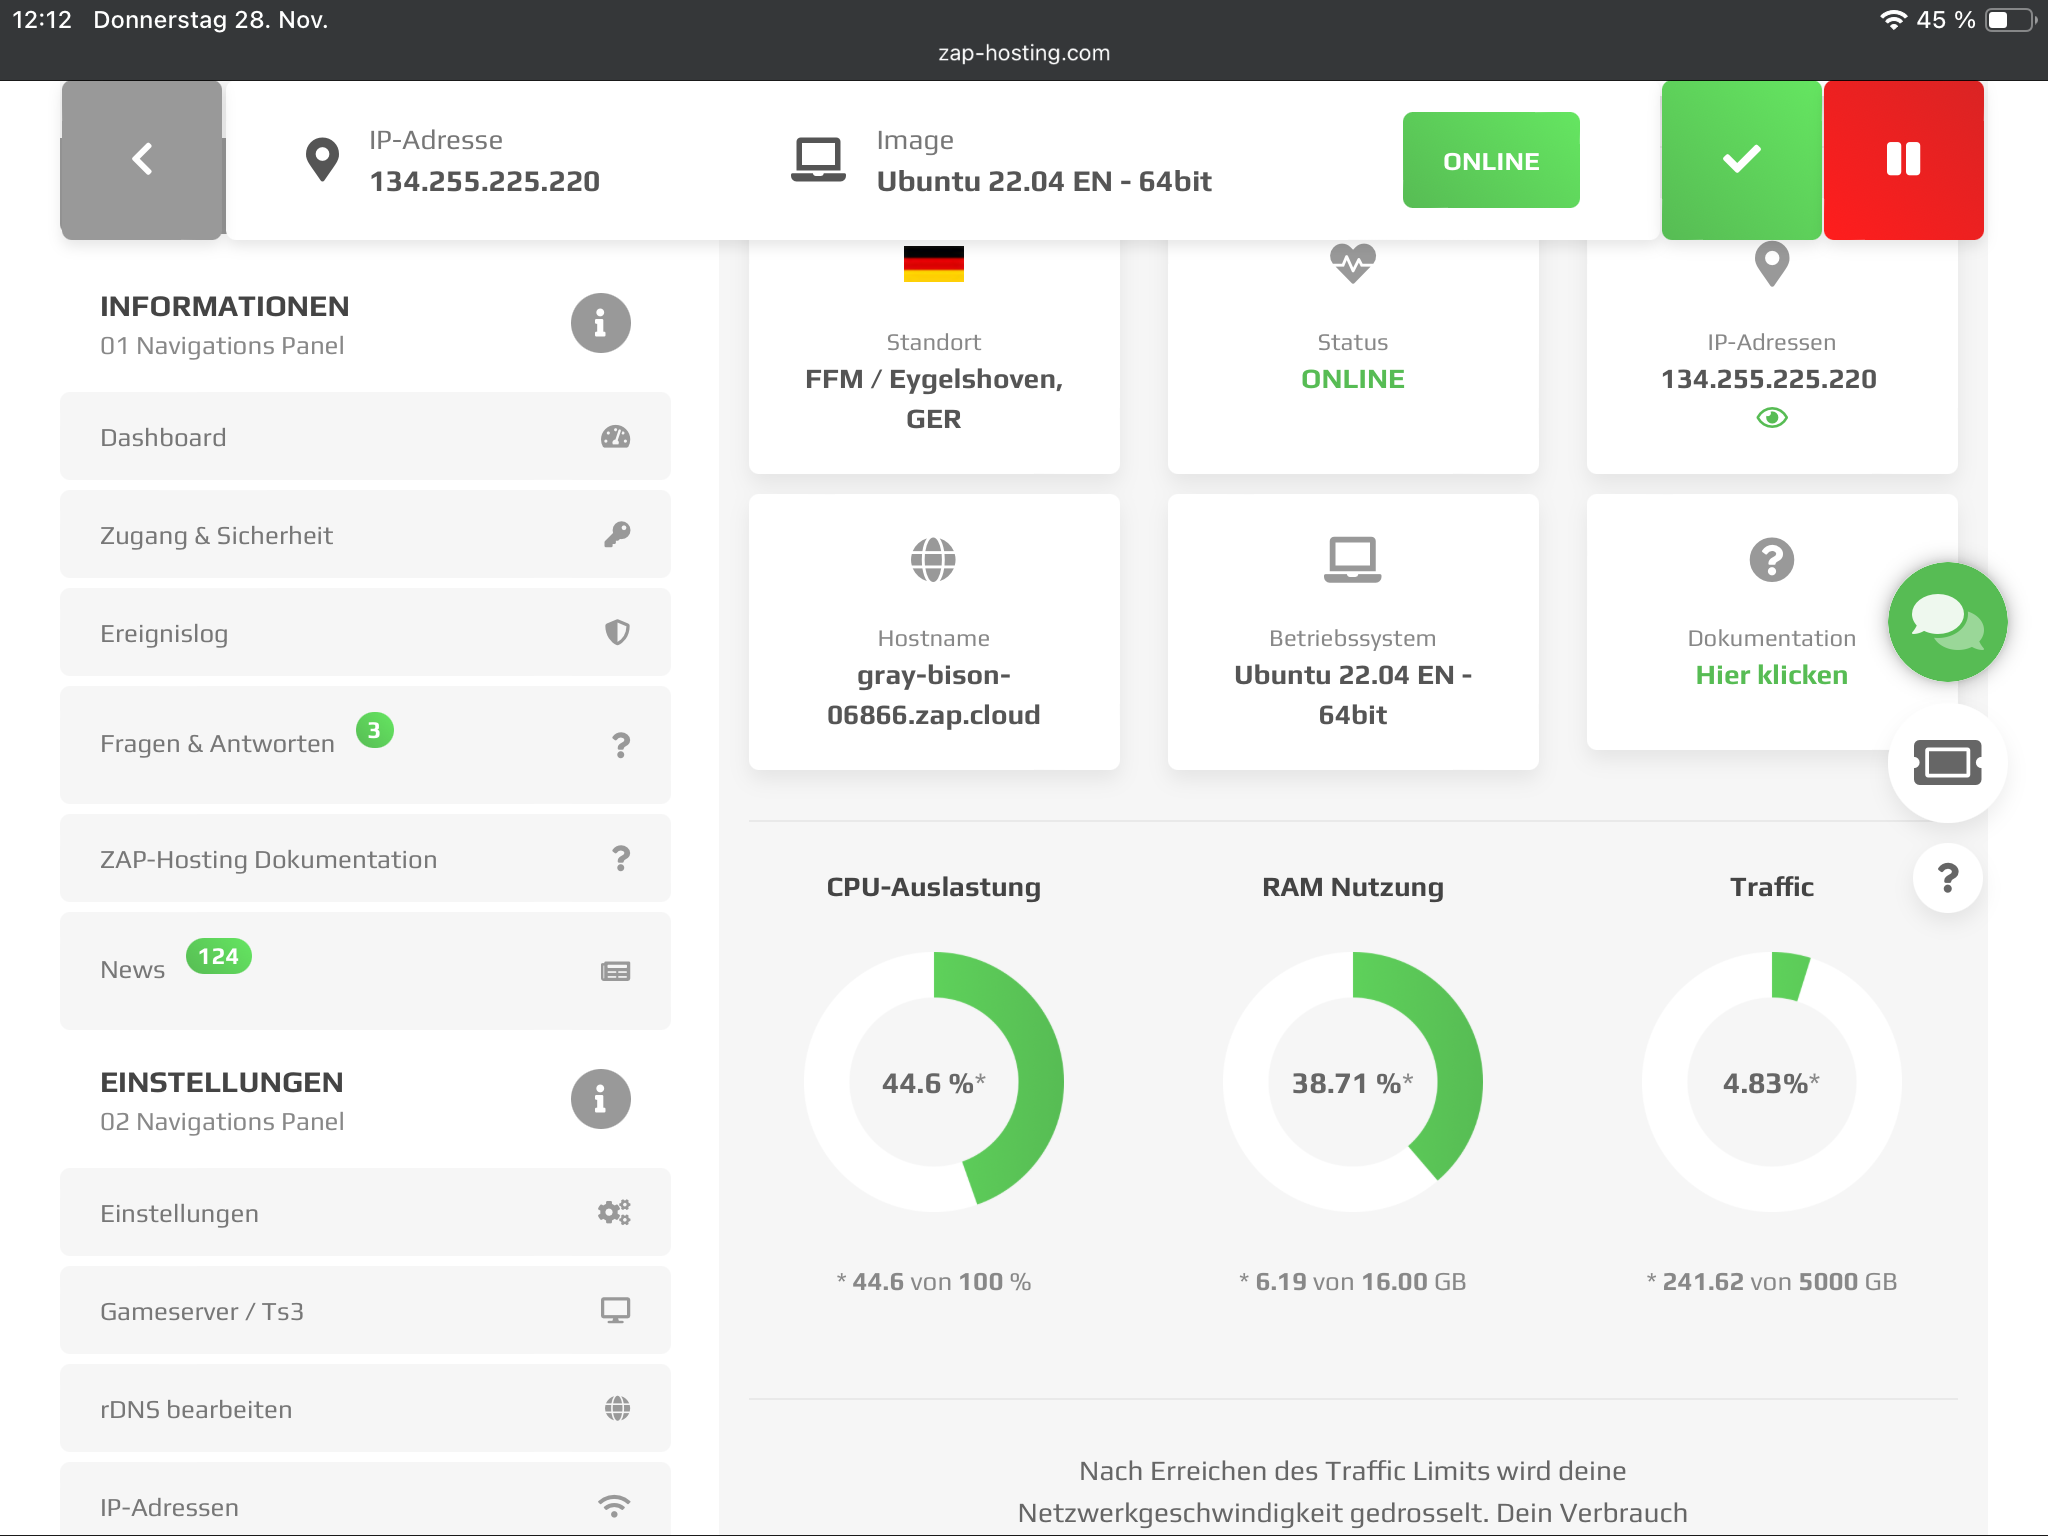 12:12 Donnerstag 28. Nov.
45 %
zap-hosting.com
IP-Adresse
134.255.225.220
Image
Ubuntu 22.04 EN - 64bit
ONLINE
INFORMATIONEN
01 Navigations Panel
Dashboard
Zugang & Sicherheit
Ereignislog
Fragen & Antworten 3
ZAP-Hosting Dokumentation
News 124
EINSTELLUNGEN
02 Navigations Panel
Einstellungen
Gameserver / Ts3
rDNS bearbeiten
IP-Adressen
Standort
FFM / Eygelshoven,
GER
Status
ONLINE
IP-Adressen
134.255.225.220
Hostname
gray-bison-
06866.zap.cloud
Betriebssystem
Ubuntu 22.04 EN -
64bit
Dokumentation
Hier klicken
CPU-Auslastung
44.6 %*
* 44.6 von 100 %
RAM Nutzung
38.71 %*
* 6.19 von 16.00 GB
Traffic
4.83%*
* 241.62 von 5000 GB
Nach Erreichen des Traffic Limits wird deine
Netzwerkgeschwindigkeit gedrosselt. Dein Verbrauch